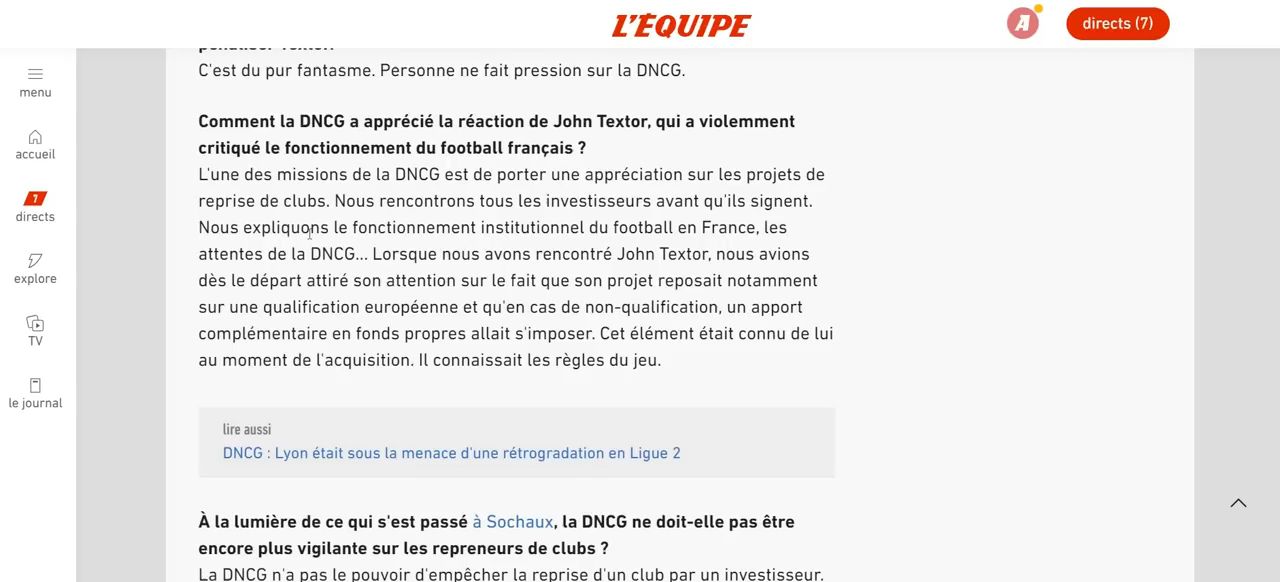 L'ÉQUIPE
A
directs (7)
menu
accueil
7
directs
explore
TV
le journal
C'est du pur fantasme. Personne ne fait pression sur la DNCG.
Comment la DNCG a apprécié la réaction de John Textor, qui a violemment
critiqué le fonctionnement du football français ?
L'une des missions de la DNCG est de porter une appréciation sur les projets de
reprise de clubs. Nous rencontrons tous les investisseurs avant qu'ils signent.
Nous expliquons le fonctionnement institutionnel du football en France, les
attentes de la DNCG... Lorsque nous avons rencontré John Textor, nous avions
dès le départ attiré son attention sur le fait que son projet reposait notamment
sur une qualification européenne et qu'en cas de non-qualification, un apport
complémentaire en fonds propres allait s'imposer. Cet élément était connu de lui
au moment de l'acquisition. Il connaissait les règles du jeu.
lire aussi
DNCG : Lyon était sous la menace d'une rétrogradation en Ligue 2
À la lumière de ce qui s'est passé à Sochaux, la DNCG ne doit-elle pas être
encore plus vigilante sur les repreneurs de clubs ?
La DNCG n'a pas le pouvoir d'empêcher la reprise d'un club par un investisseur.